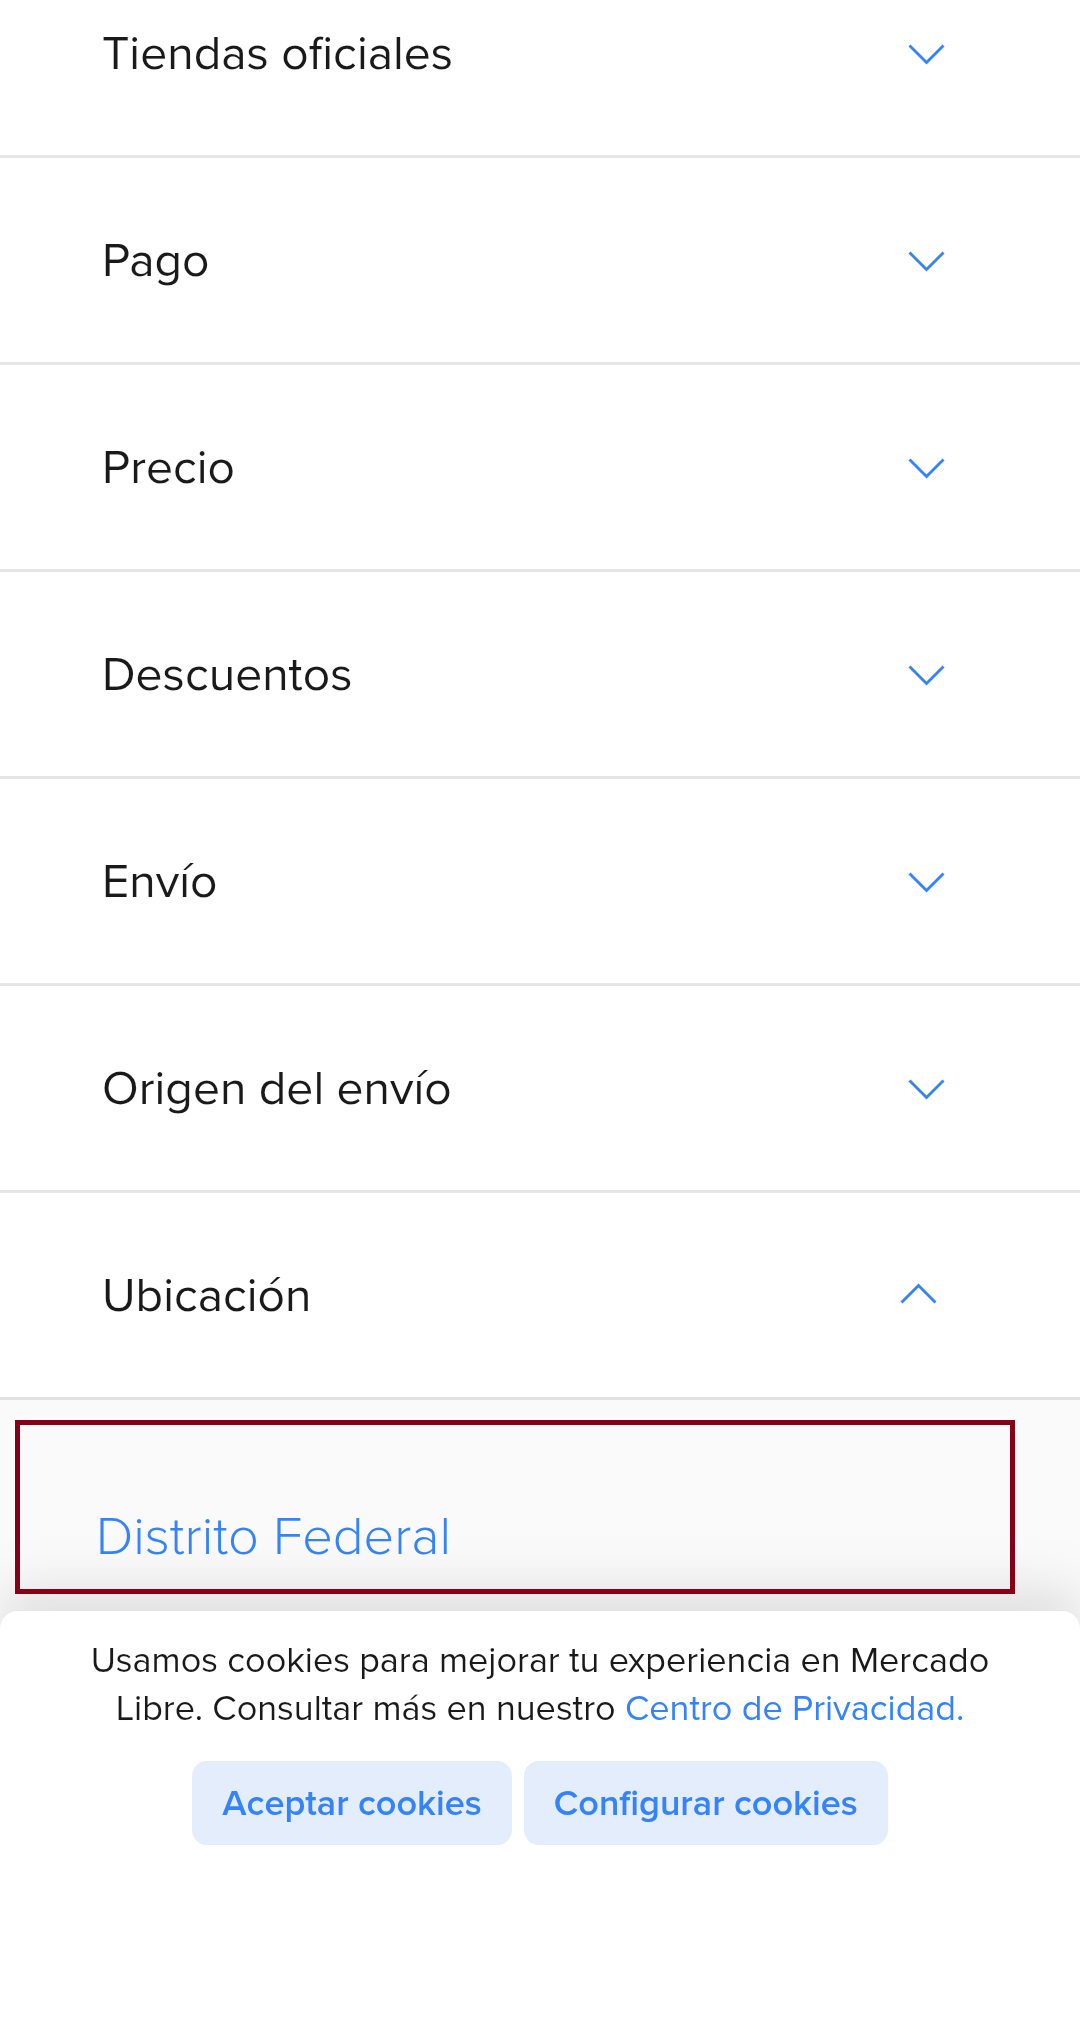 Tiendas oficiales
Pago
Precio
Descuentos
Envío
Origen del envío
Ubicación
Distrito Federal
Usamos cookies para mejorar tu experiencia en Mercado
Libre. Consultar más en nuestro Centro de Privacidad.
Aceptar cookies
Configurar cookies